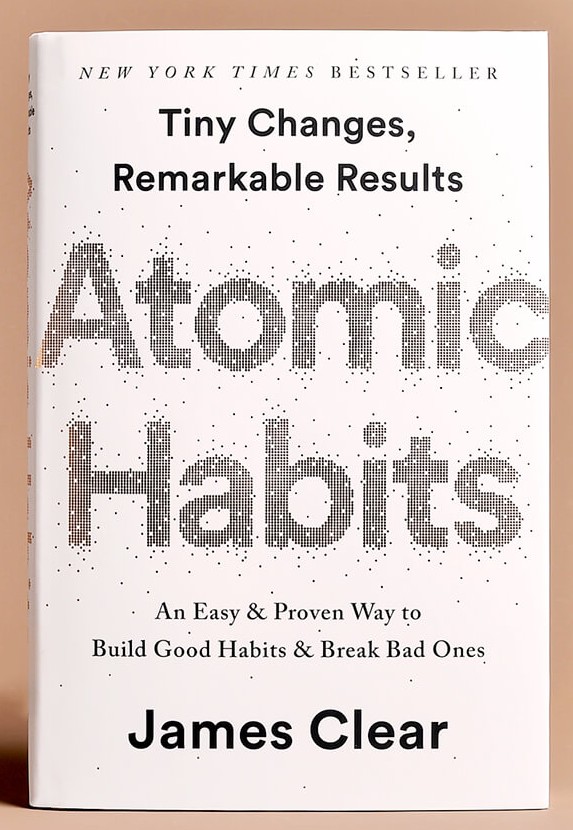 NEW YORK TIMES BESTSELLER
Tiny Changes,
Remarkable Results
Atomic
Habits
An Easy & Proven Way to
Build Good Habits & Break Bad Ones
James Clear